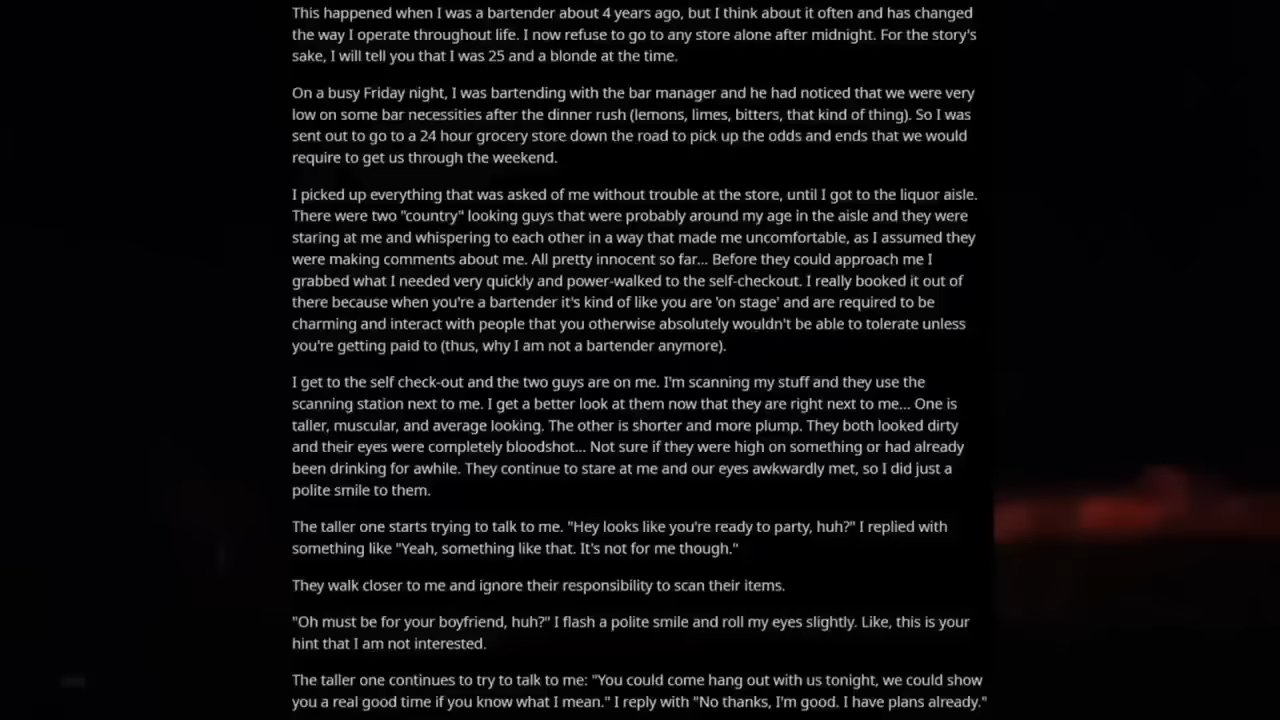 This happened when I was a bartender about 4 years ago, but I think about it often and has changed
the way I operate throughout life. I now refuse to go to any store alone after midnight. For the story's
sake, I will tell you that I was 25 and a blonde at the time.
On a busy Friday night, I was bartending with the bar manager and he had noticed that we were very
low on some bar necessities after the dinner rush (lemons, limes, bitters, that kind of thing). So I was
sent out to go to a 24 hour grocery store down the road to pick up the odds and ends that we would
require to get us through the weekend.
I picked up everything that was asked of me without trouble at the store, until I got to the liquor aisle.
There were two "country" looking guys that were probably around my age in the aisle and they were
staring at me and whispering to each other in a way that made me uncomfortable, as I assumed they
were making comments about me. All pretty innocent so far... Before they could approach me I
grabbed what I needed very quickly and power-walked to the self-checkout. I really booked it out of
there because when you're a bartender it's kind of like you are 'on stage' and are required to be
charming and interact with people that you otherwise absolutely wouldn't be able to tolerate unless
you're getting paid to (thus, why I am not a bartender anymore).
I get to the self check-out and the two guys are on me. I'm scanning my stuff and they use the
scanning station next to me. I get a better look at them now that they are right next to me... One is
taller, muscular, and average looking. The other is shorter and more plump. They both looked dirty
and their eyes were completely bloodshot... Not sure if they were high on something or had already
been drinking for awhile. They continue to stare at me and our eyes awkwardly met, so I did just a
polite smile to them.
The taller one starts trying to talk to me. "Hey looks like you're ready to party, huh?" I replied with
something like "Yeah, something like that. It's not for me though."
They walk closer to me and ignore their responsibility to scan their items.
"Oh must be for your boyfriend, huh?" I flash a polite smile and roll my eyes slightly. Like, this is your
hint that I am not interested.
The taller one continues to try to talk to me: "You could come hang out with us tonight, we could show
you a real good time if you know what I mean." I reply with "No thanks, I'm good. I have plans already."